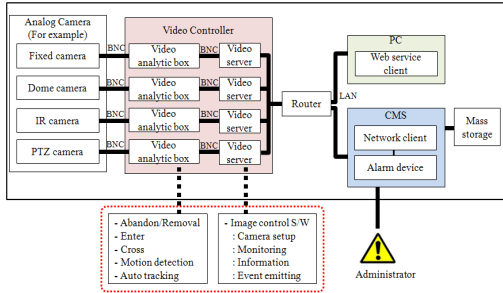 Analog Camera
(For example)
Fixed camera
Dome camera
IR camera
PTZ camera
BNC
BNC
BNC
BNC
Video Controller
Video
analytic box
BNC
Video
server
Video
analytic box
BNC
Video
server
Video
analytic box
BNC
Video
server
Video
analytic box
BNC
Video
server
Router
LAN
PC
Web service
client
CMS
Network client
Alarm device
Mass
storage
- Abandon/Removal
- Enter
- Cross
- Motion detection
- Auto tracking
- Image control S/W
: Camera setup
: Monitoring
: Information
: Event emitting
!
Administrator